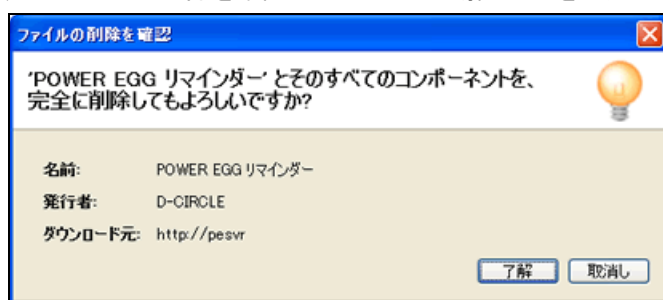 ファイルの削除を確認
'POWER EGG リマインダー' とそのすべてのコンポーネントを、
完全に削除してもよろしいですか?
名前: POWER EGG リマインダー
発行者: D-CIRCLE
ダウンロード元: http://pesvr
了解 取消し